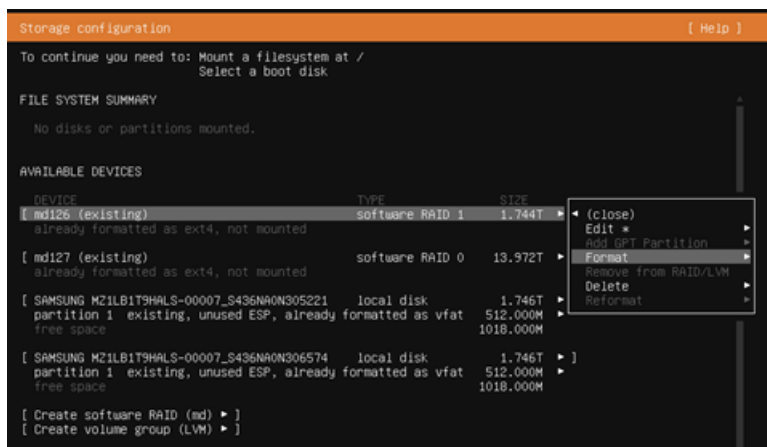 Storage configuration [ Help ]
To continue you need to: Mount a filesystem at /
Select a boot disk
FILE SYSTEM SUMMARY
No disks or partitions mounted.
AVAILABLE DEVICES
DEVICE TYPE SIZE
[ md126 (existing) software RAID 1 1.744T ▸
already formatted as ext4, not mounted
◂ (close)
Edit * ▸
Add GPT Partition ▸
Format ▸
Remove from RAID/LVM
Delete ▸
Reformat ▸
[ md127 (existing) software RAID 0 13.972T ▸
already formatted as ext4, not mounted
[ SAMSUNG MZ1LB1T9HALS-00007_S436NA0N305221 local disk 1.746T ▸
partition 1 existing, unused ESP, already formatted as vfat 512.000M ▸
free space 1018.000M
[ SAMSUNG MZ1LB1T9HALS-00007_S436NA0N306574 local disk 1.746T ▸ ]
partition 1 existing, unused ESP, already formatted as vfat 512.000M ▸
free space 1018.000M
[ Create software RAID (md) ▸ ]
[ Create volume group (LVM) ▸ ]